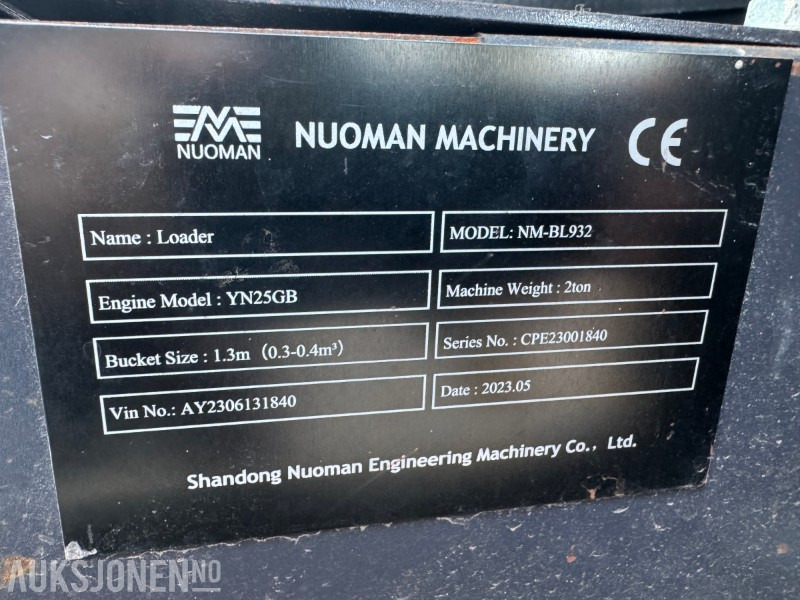 NUOMAN
NUOMAN MACHINERY CE
Name : Loader
MODEL: NM-BL932
Engine Model : YN25GB
Machine Weight : 2ton
Bucket Size : 1.3m（0.3-0.4m³）
Series No. : CPE23001840
Vin No.: AY2306131840
Date : 2023.05
Shandong Nuoman Engineering Machinery Co.，Ltd.
AUKSJONEN.NO